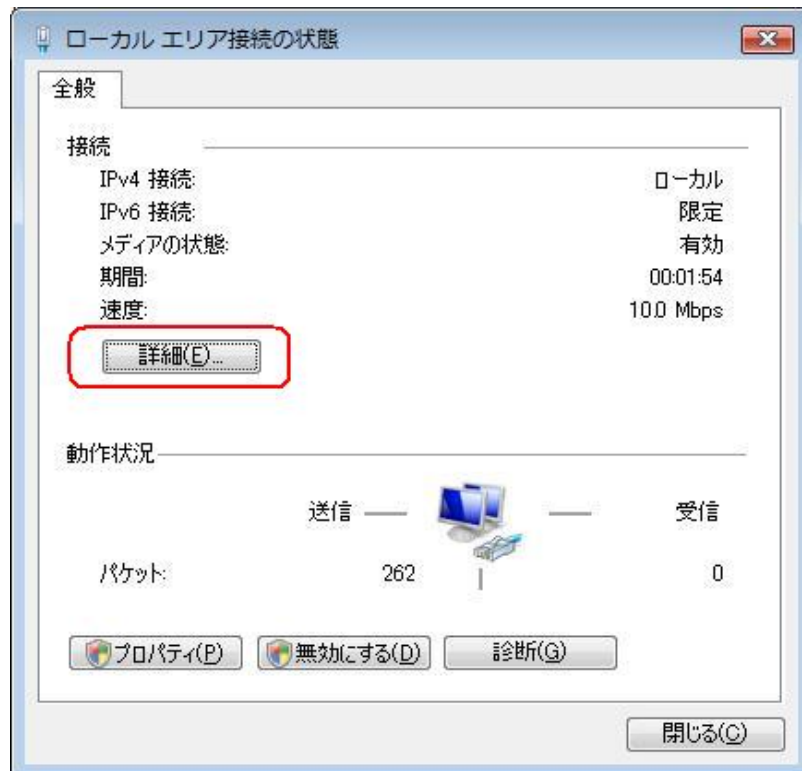 ローカル エリア接続の状態
全般
接続
IPv4 接続: ローカル
IPv6 接続: 限定
メディアの状態: 有効
期間: 00:01:54
速度: 10.0 Mbps
詳細(E)...
動作状況
送信 受信
パケット: 262 0
プロパティ(P) 無効にする(D) 診断(G)
閉じる(C)